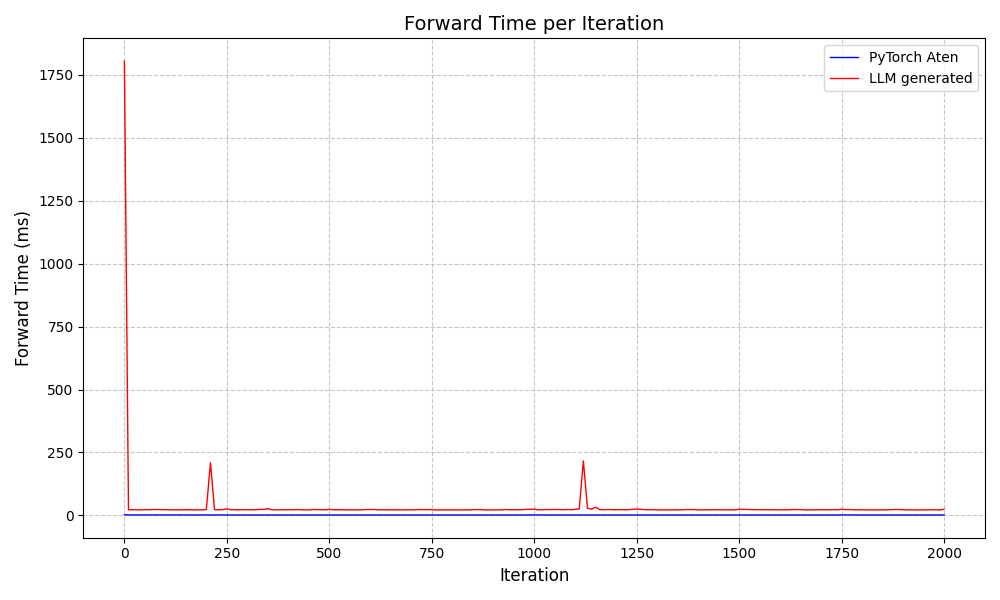 Forward Time per Iteration
PyTorch Aten
LLM generated
Forward Time (ms)
1750
1500
1250
1000
750
500
250
0
0 250 500 750 1000 1250 1500 1750 2000
Iteration